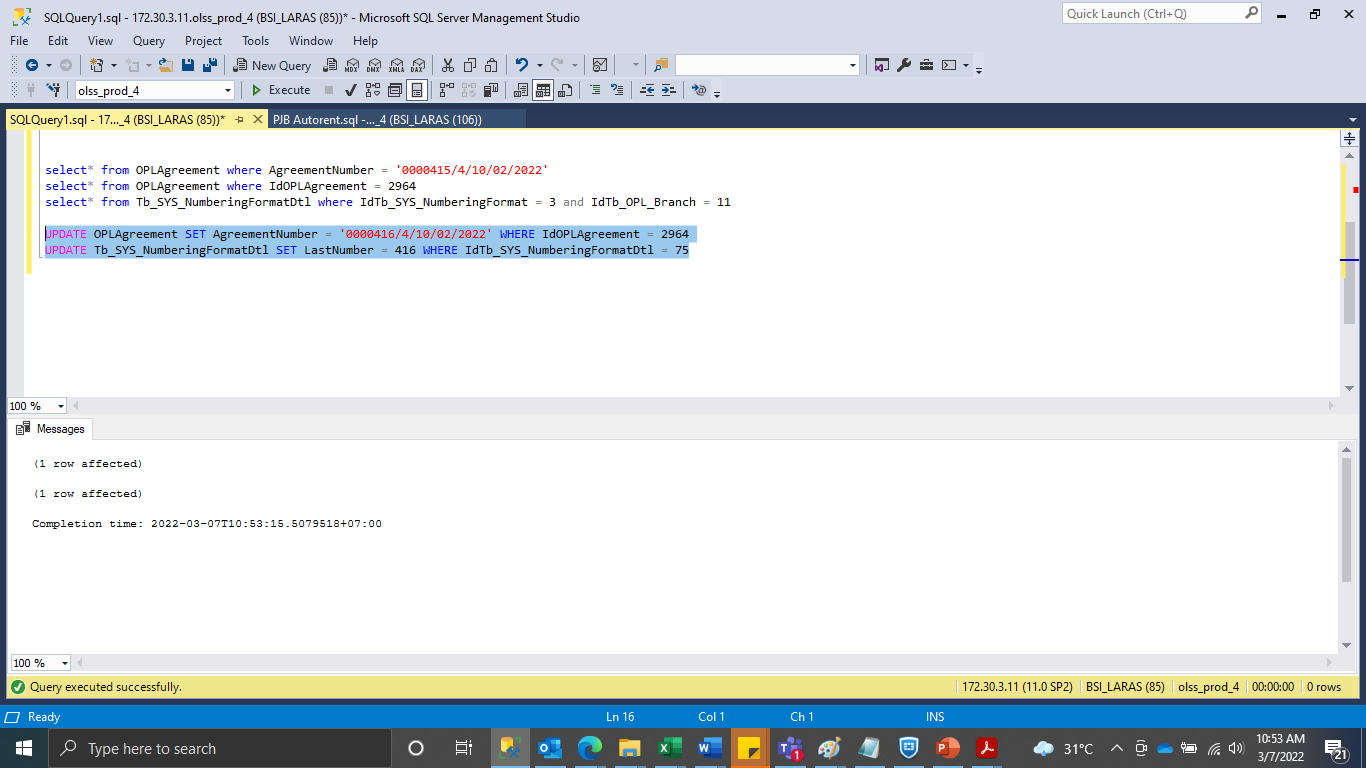 SQLQuery1.sql - 172.30.3.11.olss_prod_4 (BSI_LARAS (85))* - Microsoft SQL Server Management Studio
Quick Launch (Ctrl+Q)
File Edit View Query Project Tools Window Help
New Query MDX DMX XMLA DAX
olss_prod_4 Execute
SQLQuery1.sql - 17..._4 (BSI_LARAS (85))* PJB Autorent.sql -..._4 (BSI_LARAS (106))
select* from OPLAgreement where AgreementNumber = '0000415/4/10/02/2022'
select* from OPLAgreement where IdOPLAgreement = 2964
select* from Tb_SYS_NumberingFormatDtl where IdTb_SYS_NumberingFormat = 3 and IdTb_OPL_Branch = 11
UPDATE OPLAgreement SET AgreementNumber = '0000416/4/10/02/2022' WHERE IdOPLAgreement = 2964
UPDATE Tb_SYS_NumberingFormatDtl SET LastNumber = 416 WHERE IdTb_SYS_NumberingFormatDtl = 75
100 %
Messages
(1 row affected)
(1 row affected)
Completion time: 2022-03-07T10:53:15.5079518+07:00
100 %
Query executed successfully. 172.30.3.11 (11.0 SP2) BSI_LARAS (85) olss_prod_4 00:00:00 0 rows
Ready Ln 16 Col 1 Ch 1 INS
Type here to search
31°C
10:53 AM
3/7/2022
21